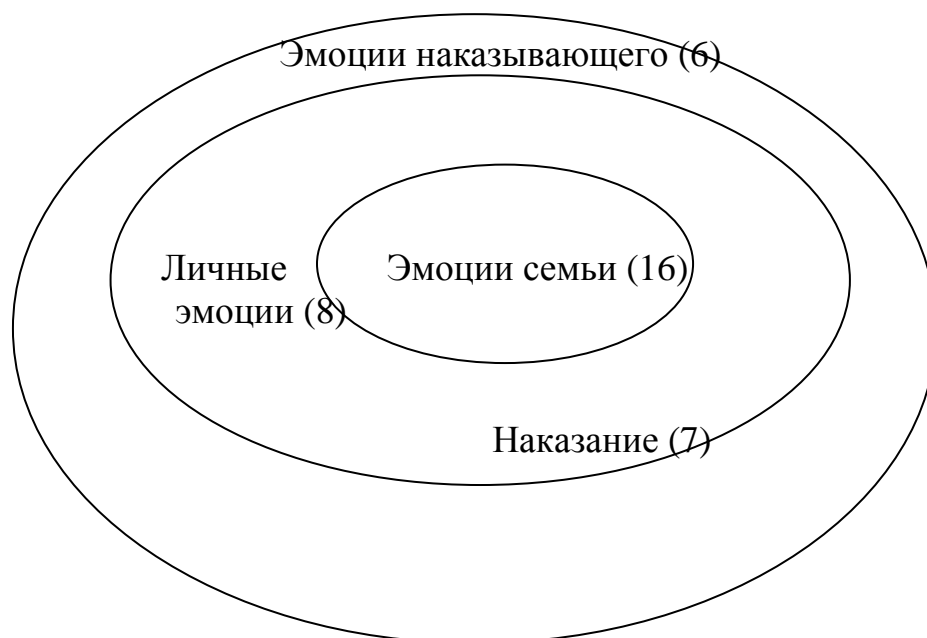 Эмоции наказывающего (6)
Личные
эмоции (8)
Эмоции семьи (16)
Наказание (7)